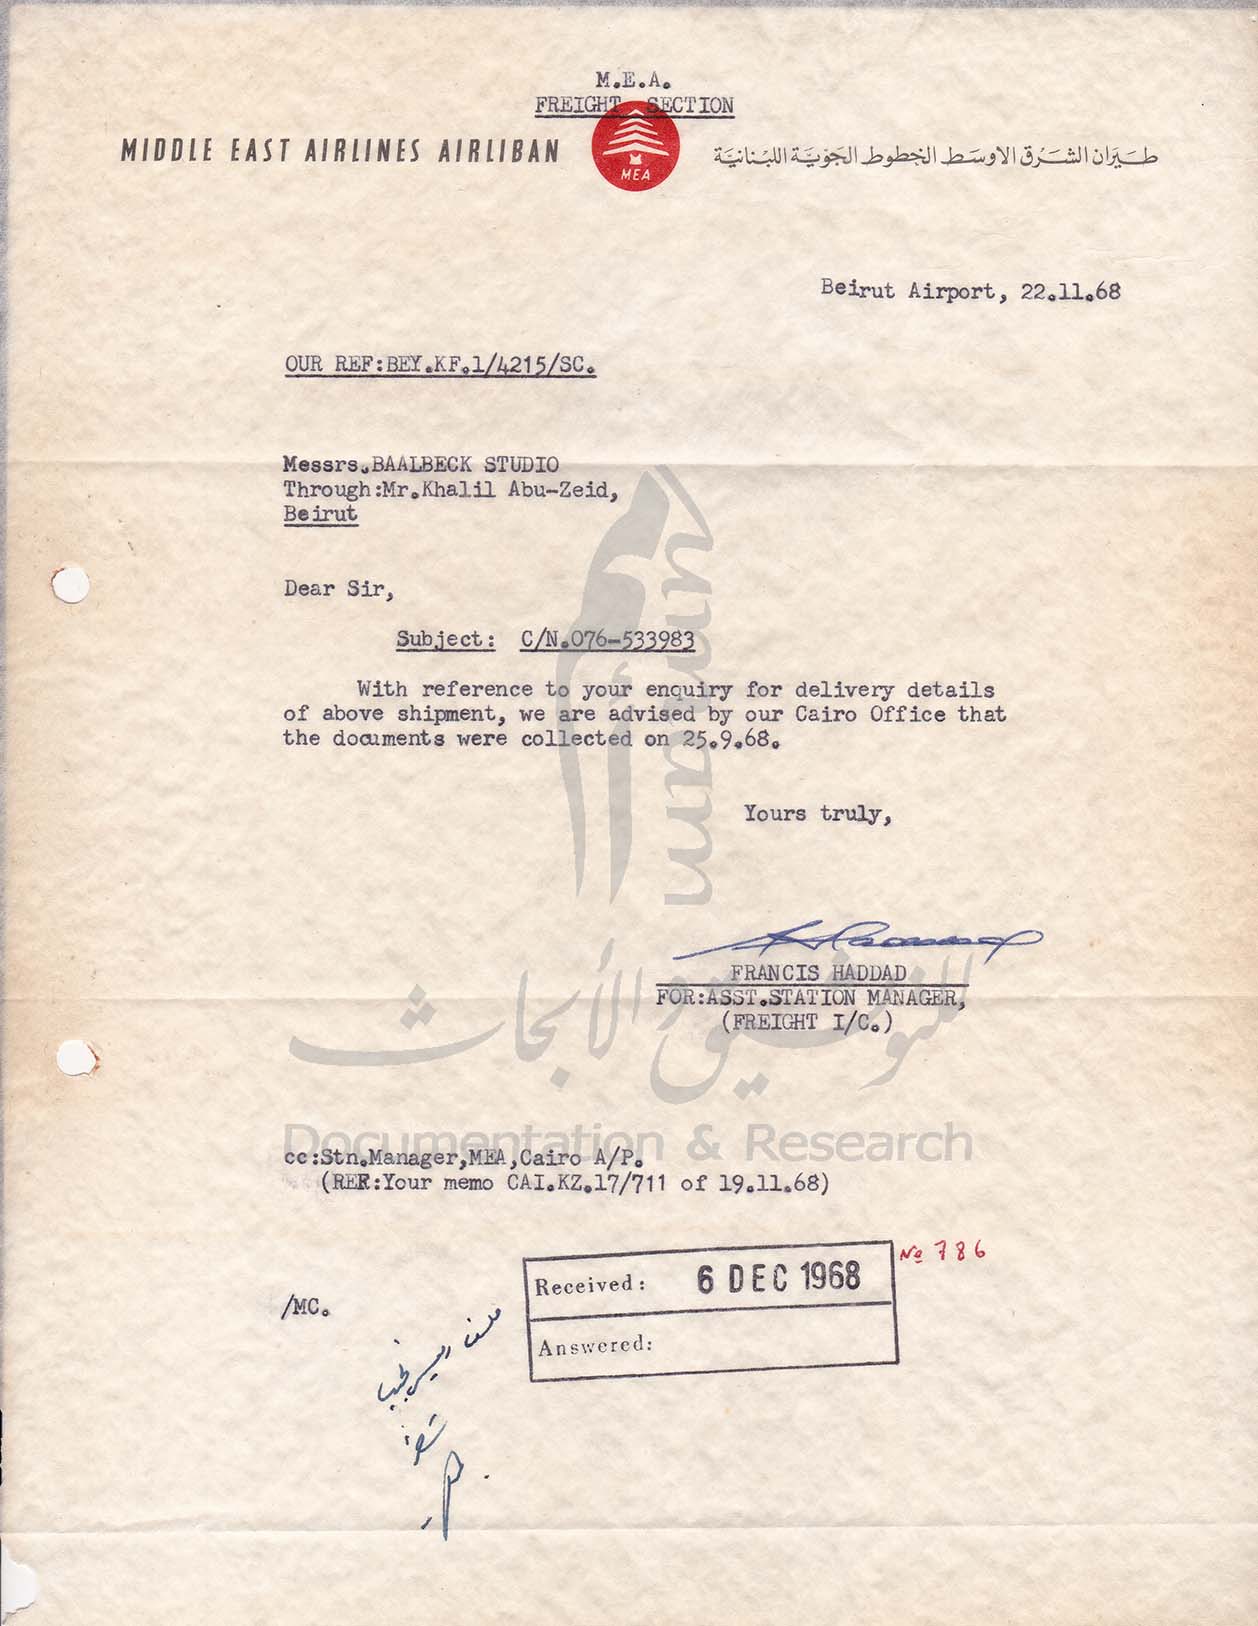 M.E.A.
FREIGHT SECTION
MIDDLE EAST AIRLINES AIRLIBAN
MEA
طيران الشرق الاوسط الخطوط الجوية اللبنانية
Beirut Airport, 22.11.68
OUR REF:BEY.KF.1/4215/SC.
Messrs.BAALBECK STUDIO
Through:Mr.Khalil Abu-Zeid,
Beirut
Dear Sir,
Subject: C/N.076-533983
With reference to your enquiry for delivery details
of above shipment, we are advised by our Cairo Office that
the documents were collected on 25.9.68.
Yours truly,
FRANCIS HADDAD
FOR:ASST.STATION MANAGER,
(FREIGHT I/C.)
umam
للتوثيق والأبحاث
Documentation & Research
cc:Stn.Manager,MEA,Cairo A/P.
(REF:Your memo CAI.KZ.17/711 of 19.11.68)
Received: 6 DEC 1968
Nº 786
Answered:
/MC.